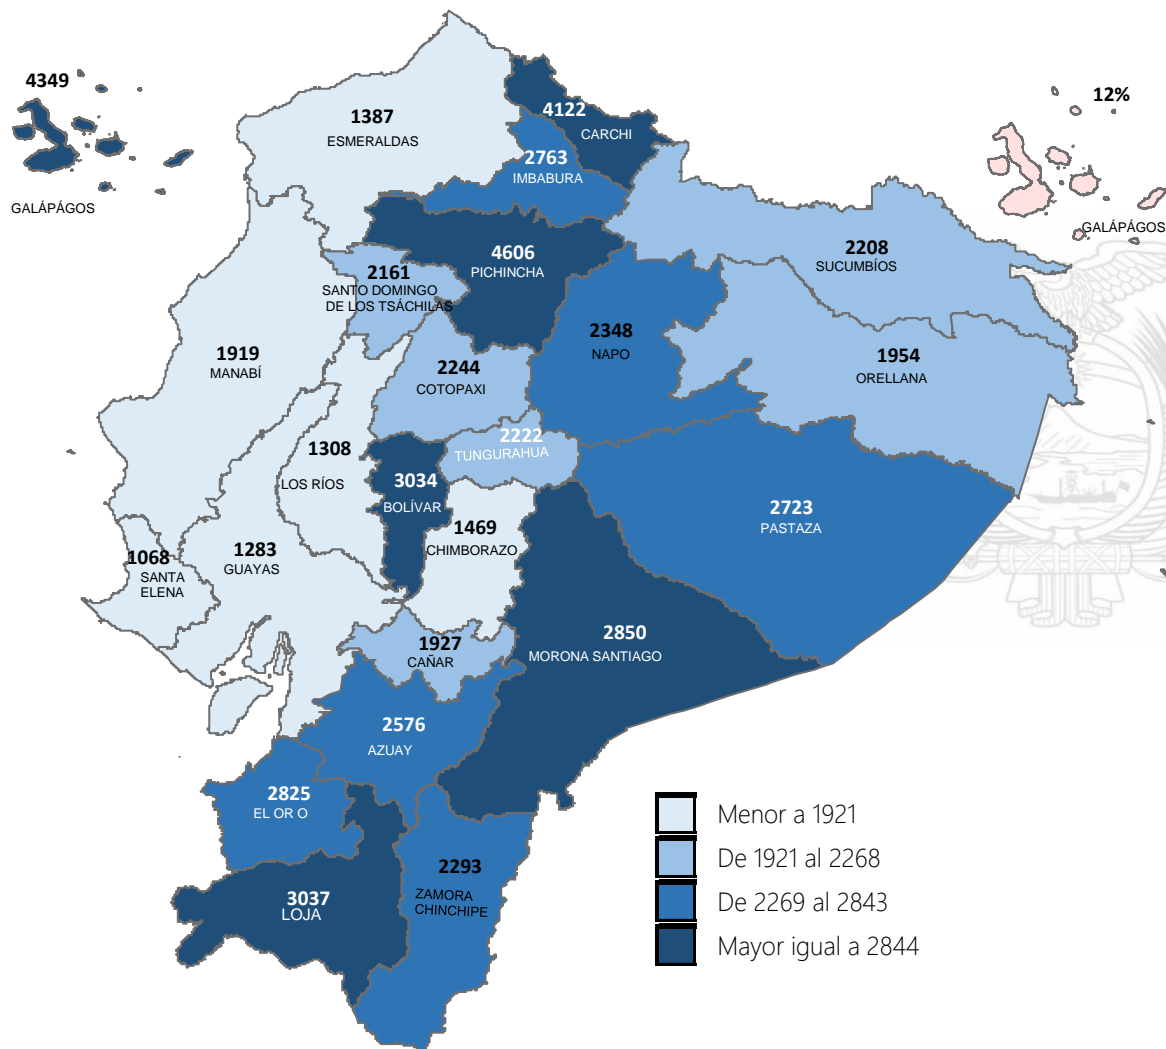 4349
GALÁPÁGOS
12%
GALÁPÁGOS
1387
ESMERALDAS
4122
CARCHI
2763
IMBABURA
4606
PICHINCHA
2208
SUCUMBÍOS
2161
SANTO DOMINGO
DE LOS TSÁCHILAS
2348
NAPO
1954
ORELLANA
1919
MANABÍ
2244
COTOPAXI
2222
TUNGURAHUA
1308
LOS RÍOS
3034
BOLÍVAR
2723
PASTAZA
1469
CHIMBORAZO
1283
GUAYAS
1068
SANTA
ELENA
2850
MORONA SANTIAGO
1927
CAÑAR
2576
AZUAY
2825
EL OR O
2293
ZAMORA
CHINCHIPE
3037
LOJA
Menor a 1921
De 1921 al 2268
De 2269 al 2843
Mayor igual a 2844